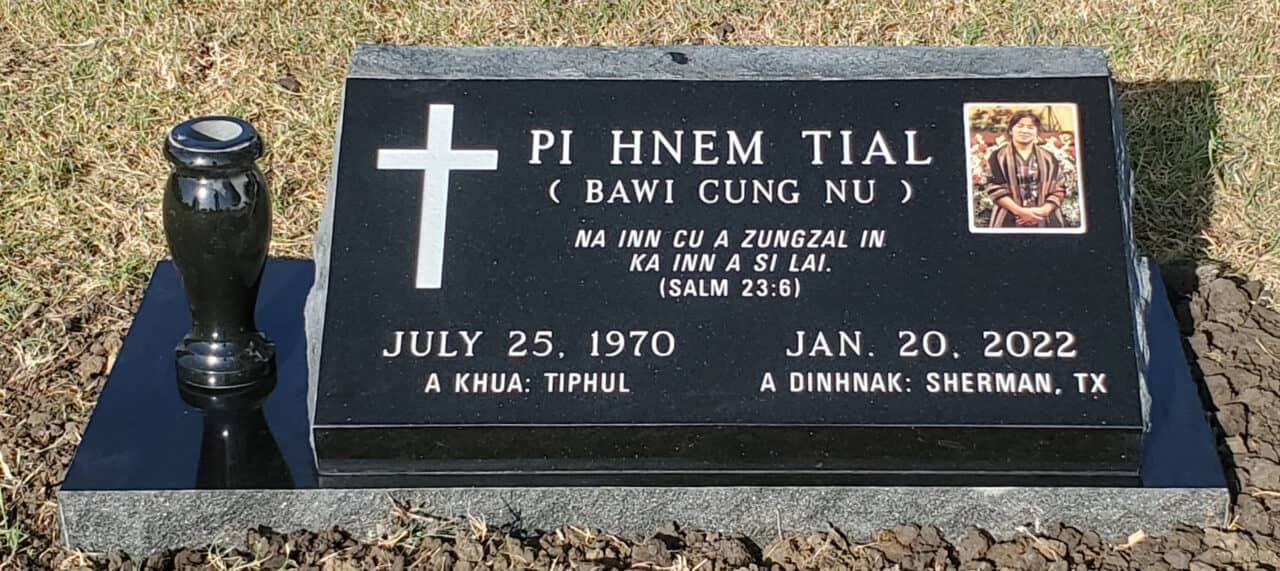 PI HNEM TIAL
( BAWI CUNG NU )
NA INN CU A ZUNGZAL IN
KA INN A SI LAI.
(SALM 23:6)
JULY 25, 1970
A KHUA: TIPHUL
JAN. 20, 2022
A DINHNAK: SHERMAN, TX